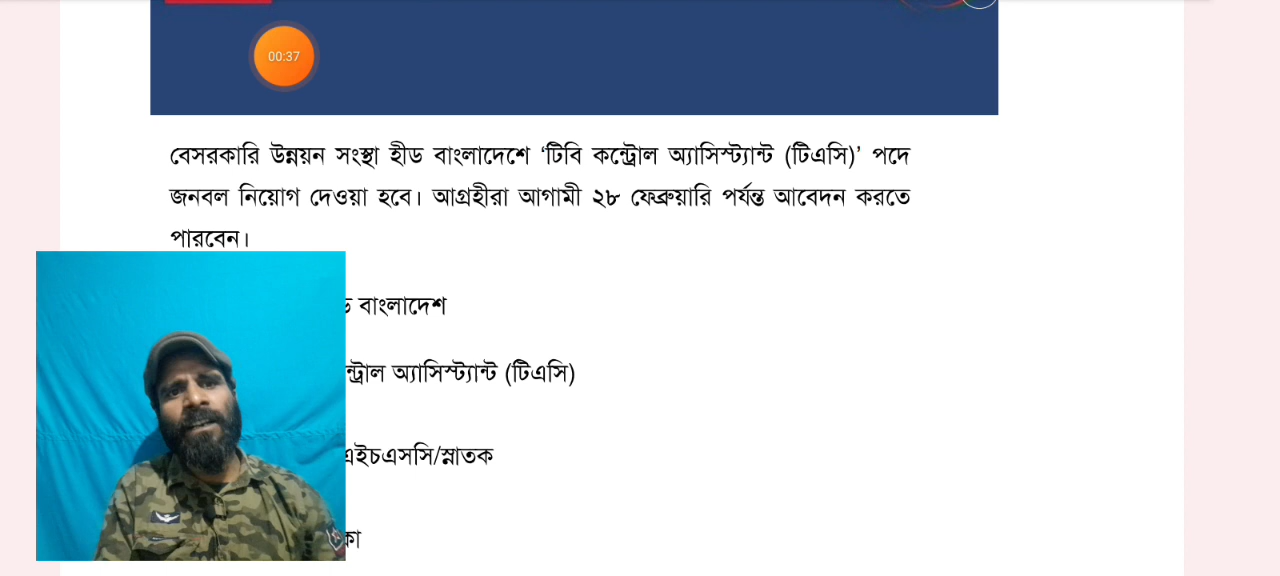 00:37
বেসরকারি উন্নয়ন সংস্থা হীড বাংলাদেশে ‘টিবি কন্ট্রোল অ্যাসিস্ট্যান্ট (টিএসি)’ পদে
জনবল নিয়োগ দেওয়া হবে। আগ্রহীরা আগামী ২৮ ফেব্রুয়ারি পর্যন্ত আবেদন করতে
পারবেন।
বাংলাদেশ
অ্যাসিস্ট্যান্ট (টিএসি)
এইচএসসি/স্নাতক